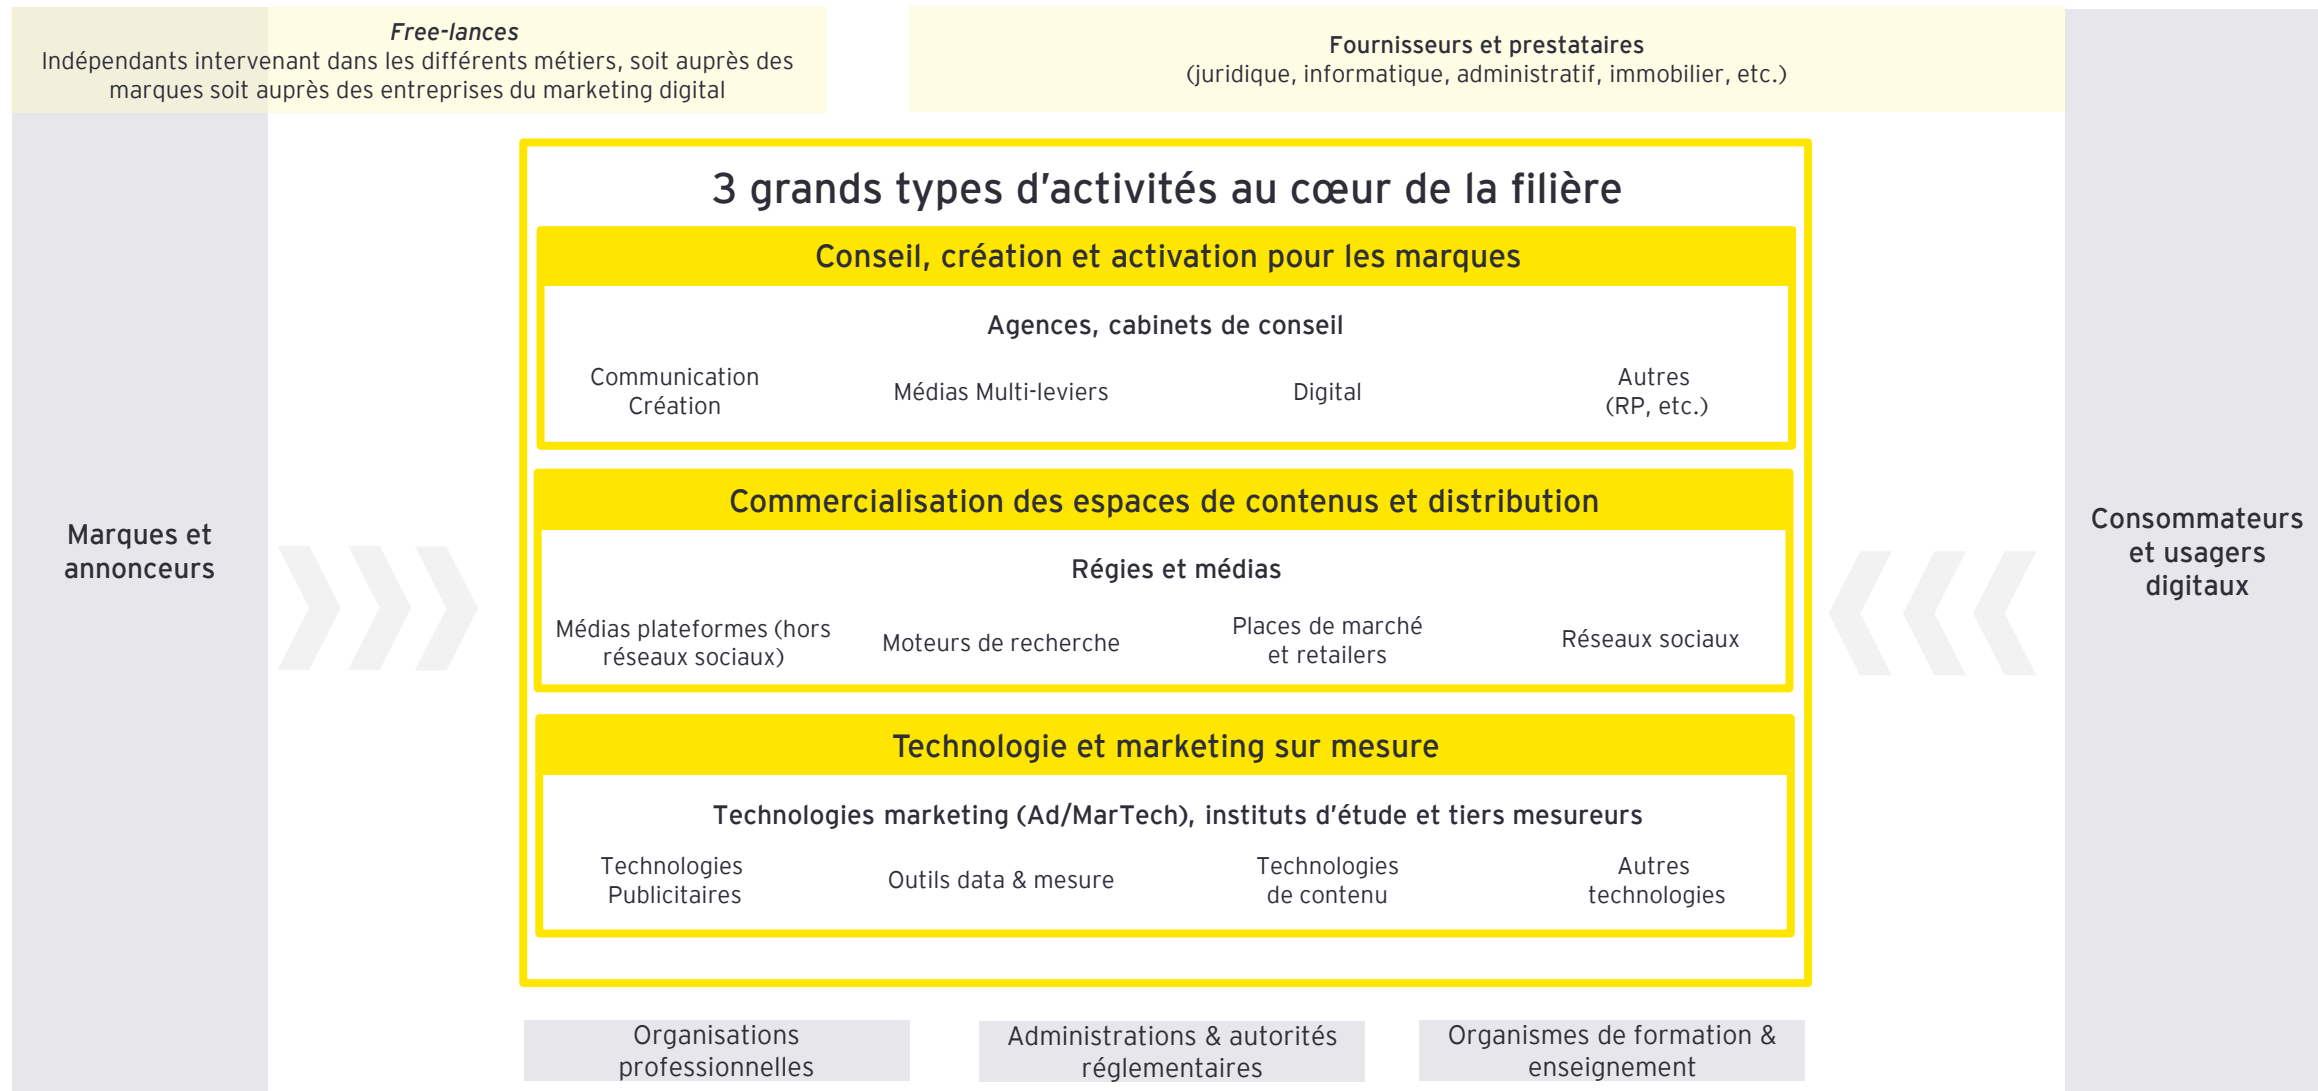 Free-lances
Indépendants intervenant dans les différents métiers, soit auprès des
marques soit auprès des entreprises du marketing digital
Fournisseurs et prestataires
(juridique, informatique, administratif, immobilier, etc.)
Marques et
annonceurs
3 grands types d’activités au cœur de la filière
Conseil, création et activation pour les marques
Agences, cabinets de conseil
Communication
Création
Médias Multi-leviers
Digital
Autres
(RP, etc.)
Commercialisation des espaces de contenus et distribution
Régies et médias
Médias plateformes (hors
réseaux sociaux)
Moteurs de recherche
Places de marché
et retailers
Réseaux sociaux
Technologie et marketing sur mesure
Technologies marketing (Ad/MarTech), instituts d’étude et tiers mesureurs
Technologies
Publicitaires
Outils data & mesure
Technologies
de contenu
Autres
technologies
Consommateurs
et usagers
digitaux
Organisations
professionnelles
Administrations & autorités
réglementaires
Organismes de formation &
enseignement